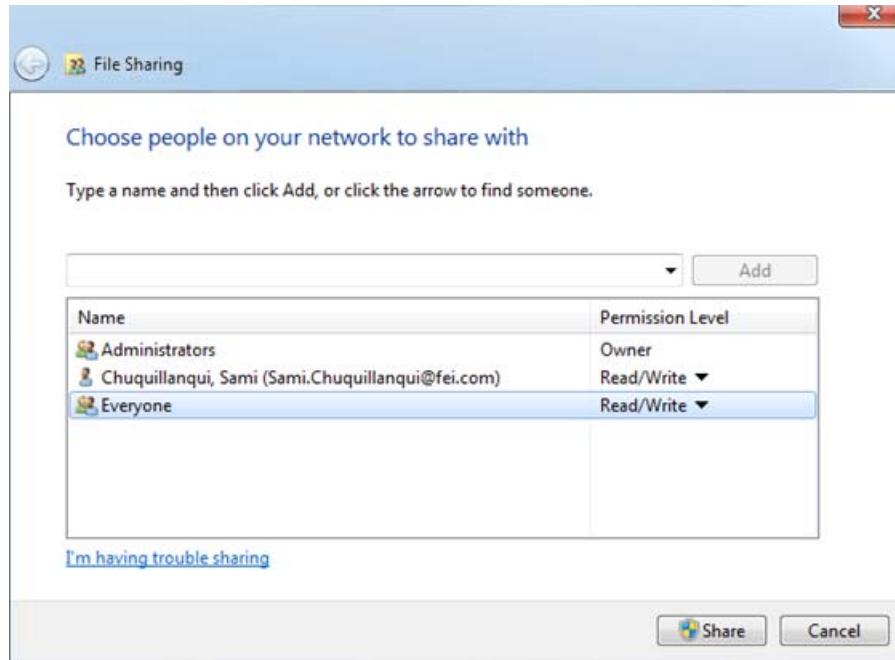 File Sharing
Choose people on your network to share with
Type a name and then click Add, or click the arrow to find someone.
Add
Name Permission Level
Administrators Owner
Chuquillanqui, Sami (Sami.Chuquillanqui@fei.com) Read/Write
Everyone Read/Write
I'm having trouble sharing
Share Cancel